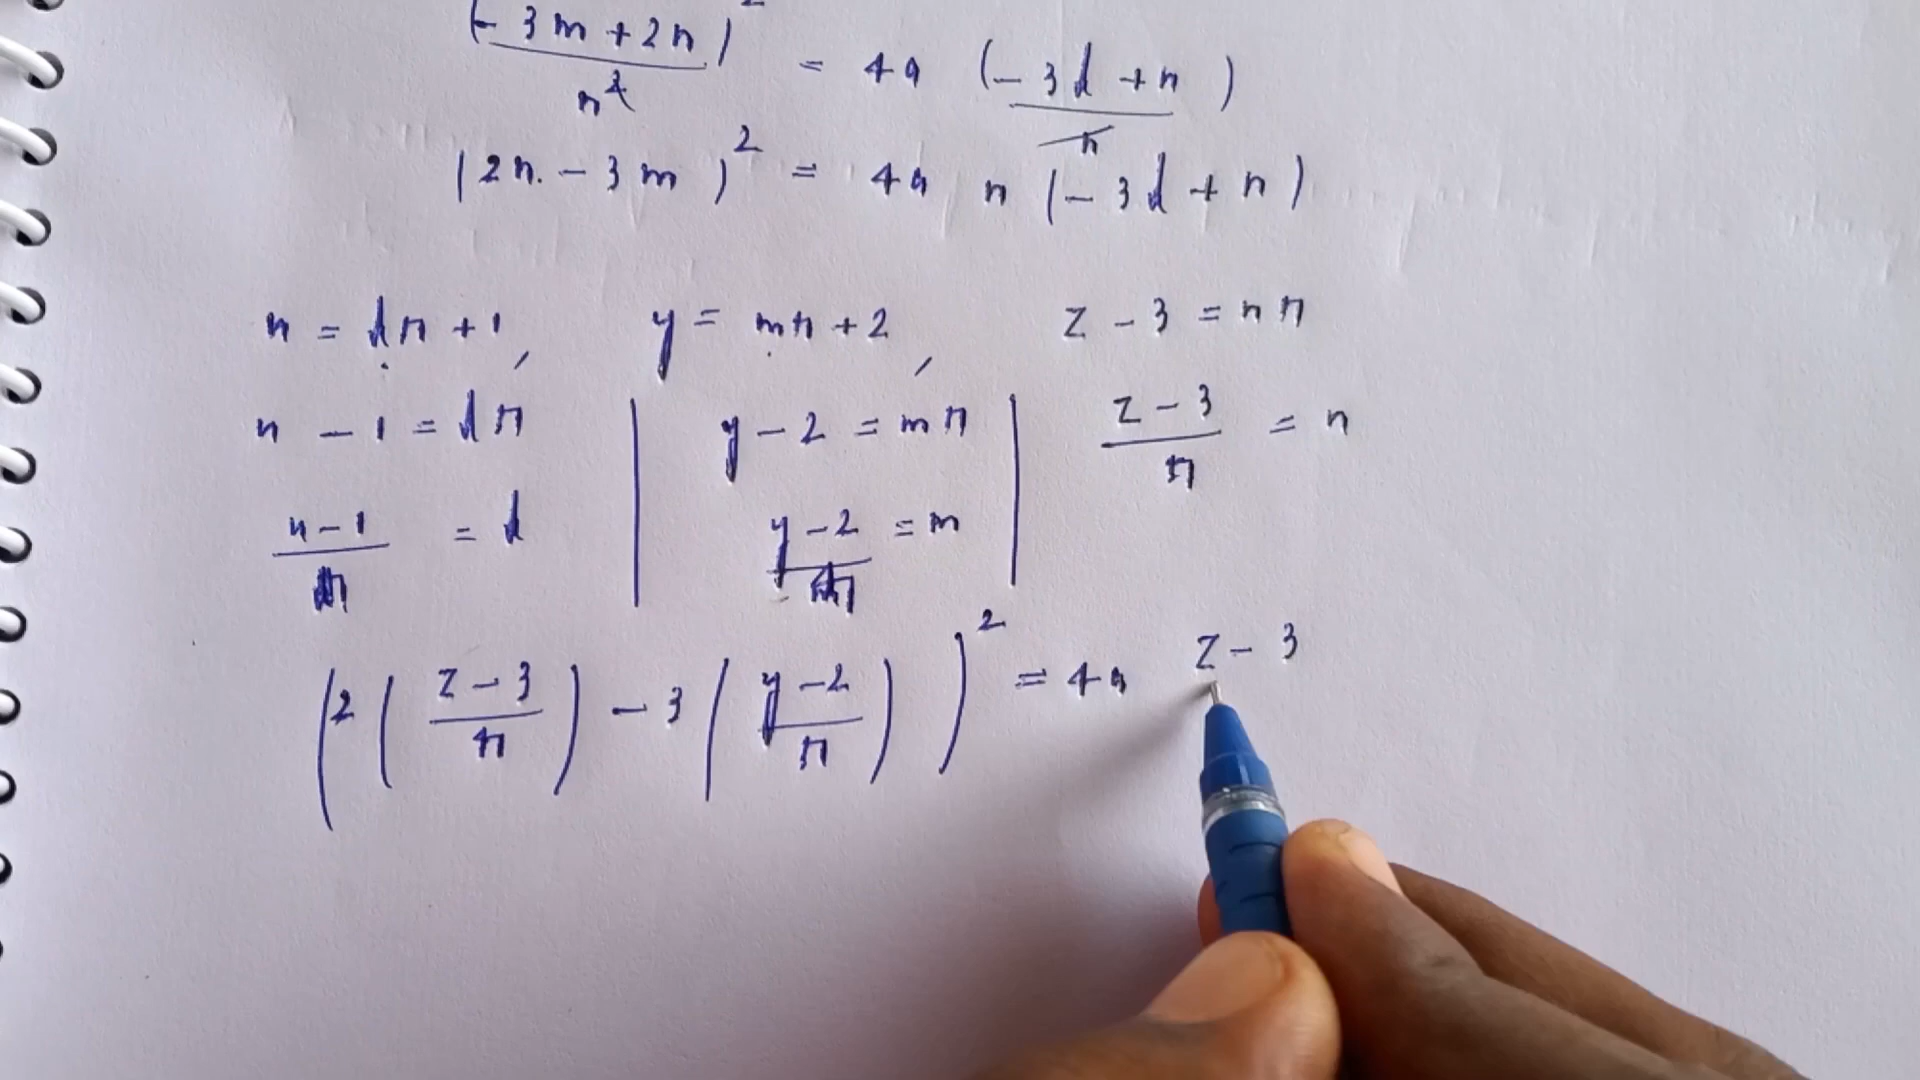 (-3m+2n)² / n² = 4a (-3l+n) / n
(2n - 3m)² = 4a n (-3l+n)
x = lr+1, y = mr+2, z - 3 = nr
x - 1 = lr | y - 2 = mr | (z-3)/r = n
(x-1)/r = l | (y-2)/r = m
(2((z-3)/r) - 3((y-2)/r))² = 4a z - 3